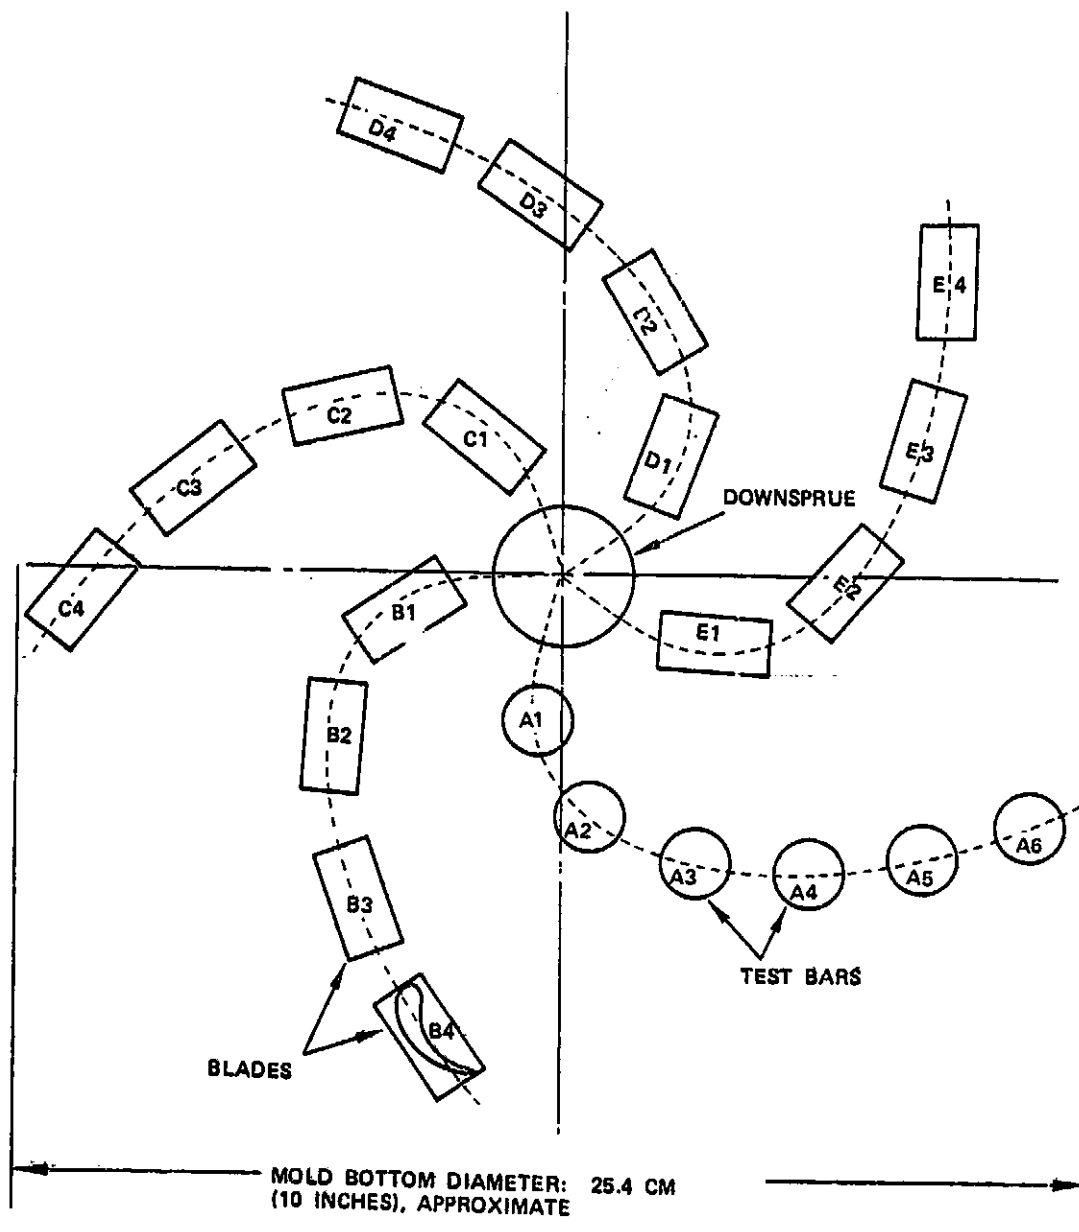 D4
D3
E4
D2
C2
C1
D1
E3
C3
DOWNSPRUE
C4
B1
E2
E1
A1
B2
A2
A3
A4
A5
A6
B3
TEST BARS
B4
BLADES
MOLD BOTTOM DIAMETER: 25.4 CM
(10 INCHES), APPROXIMATE